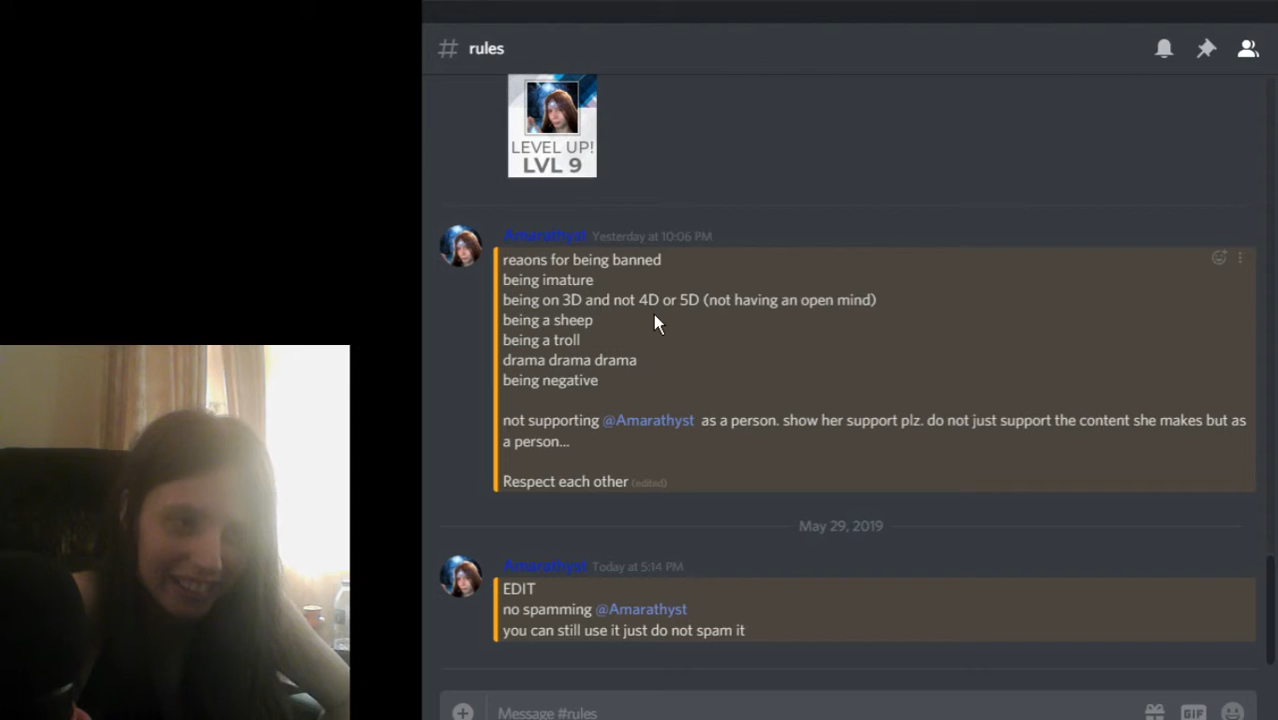 # rules
LEVEL UP!
LVL 9
Amarathyst Yesterday at 10:06 PM
reaons for being banned
being imature
being on 3D and not 4D or 5D (not having an open mind)
being a sheep
being a troll
drama drama drama
being negative
not supporting @Amarathyst as a person. show her support plz. do not just support the content she makes but as
a person...
Respect each other (edited)
May 29, 2019
Amarathyst Today at 5:14 PM
EDIT
no spamming @Amarathyst
you can still use it just do not spam it
Message #rules
GIF